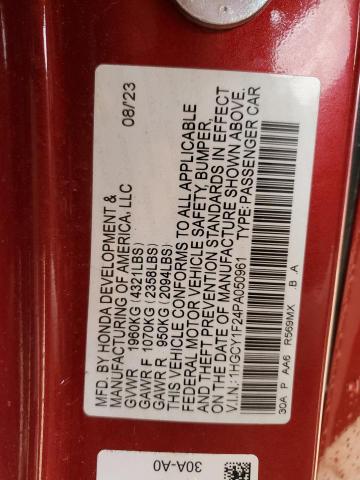 MFD. BY HONDA DEVELOPMENT &
MANUFACTURING OF AMERICA, LLC 08/23
GVWR 1960KG (4321LBS)
GAWR F 1070KG (2358LBS)
GAWR R 950KG (2094LBS)
THIS VEHICLE CONFORMS TO ALL APPLICABLE
FEDERAL MOTOR VEHICLE SAFETY, BUMPER,
AND THEFT PREVENTION STANDARDS IN EFFECT
ON THE DATE OF MANUFACTURE SHOWN ABOVE.
V.I.N.: 1HGCY1F24PA050961 TYPE: PASSENGER CAR
30A P AA6 R569MX .B .A
30A-A0